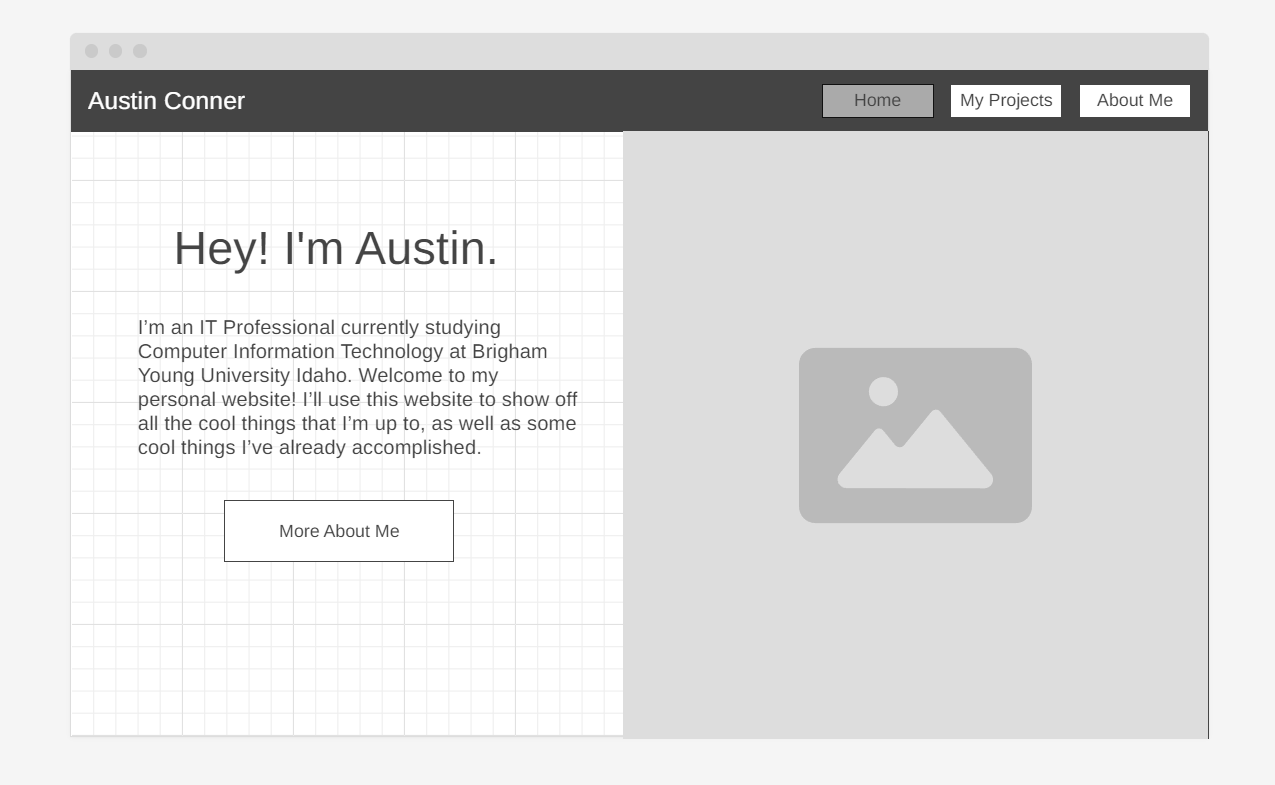 Austin Conner
Home
My Projects
About Me
Hey! I'm Austin.
I’m an IT Professional currently studying
Computer Information Technology at Brigham
Young University Idaho. Welcome to my
personal website! I’ll use this website to show off
all the cool things that I’m up to, as well as some
cool things I’ve already accomplished.
More About Me